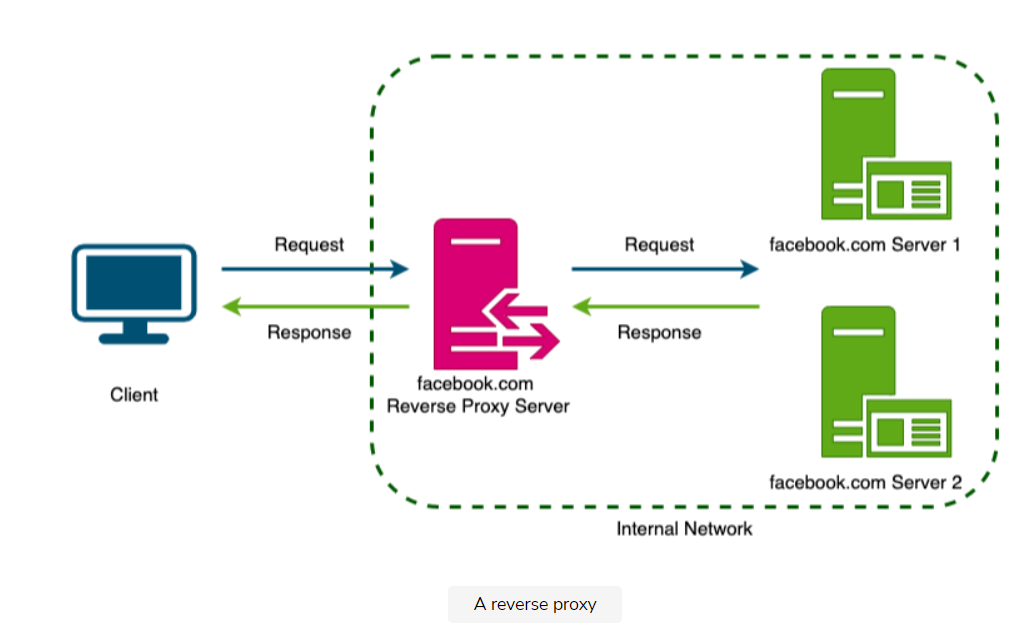 Request
Response
Client
facebook.com
Reverse Proxy Server
Request
Response
facebook.com Server 1
facebook.com Server 2
Internal Network
A reverse proxy